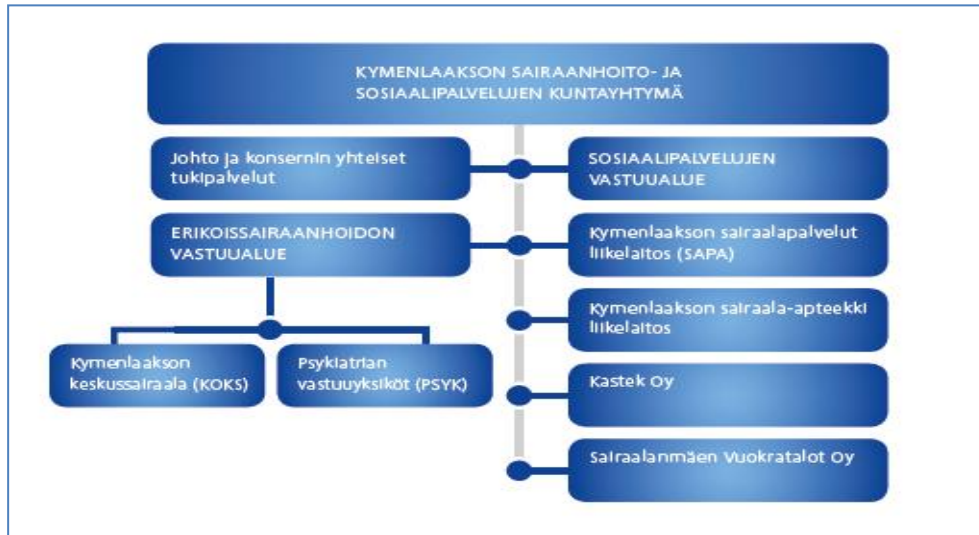 KYMENLAAKSON SAIRAANHOITO- JA
SOSIAALIPALVELUJEN KUNTAYHTYMÄ
Johto ja konsernin yhteiset
tukipalvelut
SOSIAALIPALVELUJEN
VASTUUALUE
ERIKOISSAIRAANHOIDON
VASTUUALUE
Kymenlaakson sairaalapalvelut
liikelaitos (SAPA)
Kymenlaakson sairaala-apteekki
liikelaitos
Kymenlaakson
keskussairaala (KOKS)
Psykiatrian
vastuuyksiköt (PSYK)
Kastek Oy
Sairaalanmäen Vuokratalot Oy